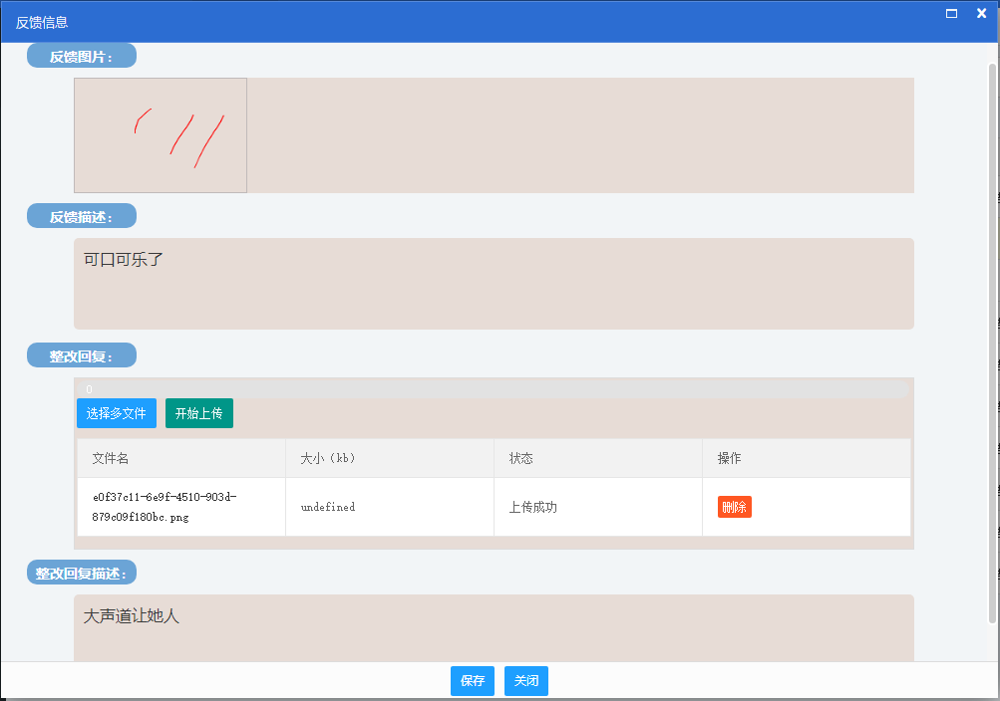 反馈信息
反馈图片：
反馈描述：
可口可乐了
整改回复：
0
选择多文件 开始上传
文件名 大小（kb） 状态 操作
e0f37c11-6e9f-4510-903d-
879c09f180bc.png undefined 上传成功 删除
整改回复描述：
大声道让她人
保存 关闭